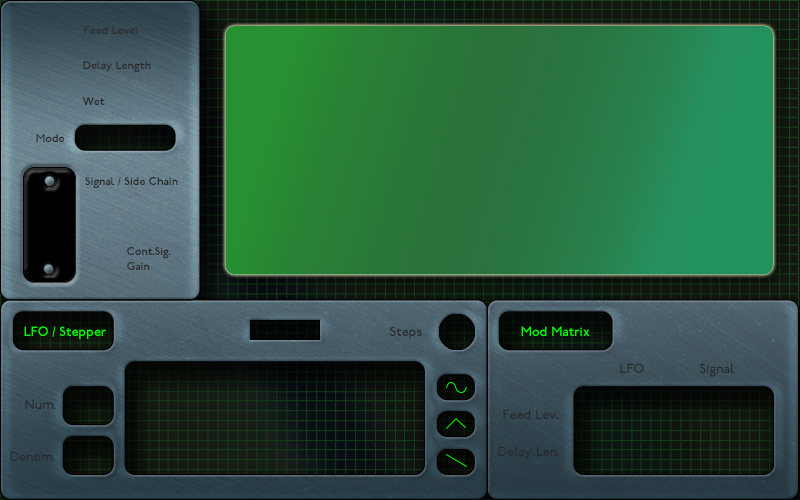 Feed Level
Delay Length
Wet
Mode
Signal / Side Chain
Cont.Sig.
Gain
LFO / Stepper
Steps
Num.
Denom.
Mod Matrix
LFO Signal
Feed Lev.
Delay Len.